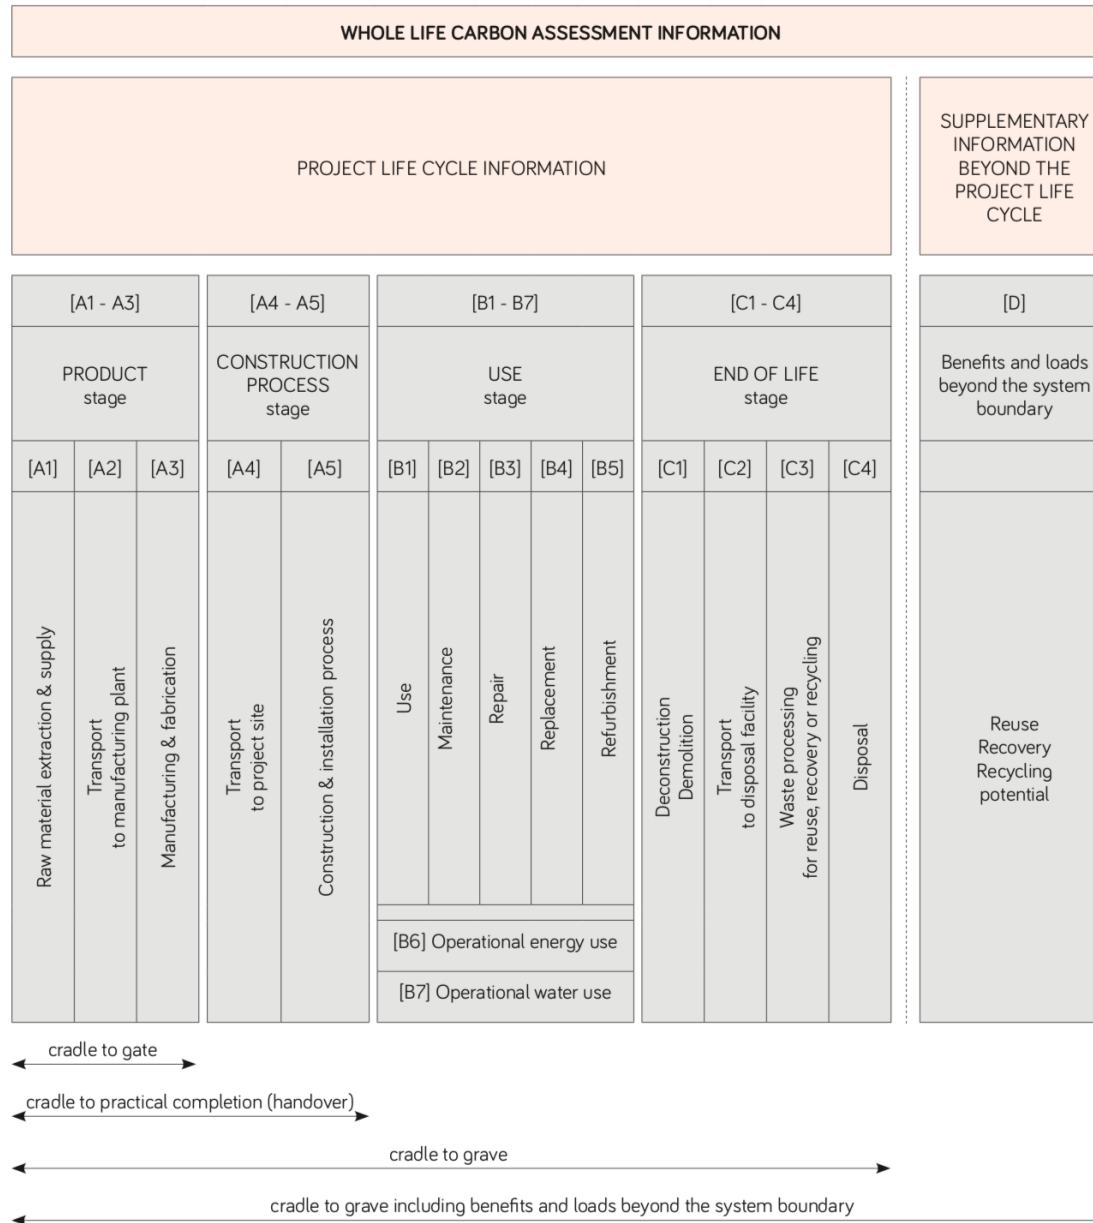 WHOLE LIFE CARBON ASSESSMENT INFORMATION
PROJECT LIFE CYCLE INFORMATION
SUPPLEMENTARY
INFORMATION
BEYOND THE
PROJECT LIFE
CYCLE
[A1 - A3]
[A4 - A5]
[B1 - B7]
[C1 - C4]
[D]
PRODUCT
stage
CONSTRUCTION
PROCESS
stage
USE
stage
END OF LIFE
stage
Benefits and loads
beyond the system
boundary
[A1]
[A2]
[A3]
[A4]
[A5]
[B1]
[B2]
[B3]
[B4]
[B5]
[C1]
[C2]
[C3]
[C4]
Raw material extraction & supply
Transport
to manufacturing plant
Manufacturing & fabrication
Transport
to project site
Construction & installation process
Use
Maintenance
Repair
Replacement
Refurbishment
Deconstruction
Demolition
Transport
to disposal facility
Waste processing
for reuse, recovery or recycling
Disposal
Reuse
Recovery
Recycling
potential
[B6] Operational energy use
[B7] Operational water use
cradle to gate
cradle to practical completion (handover)
cradle to grave
cradle to grave including benefits and loads beyond the system boundary